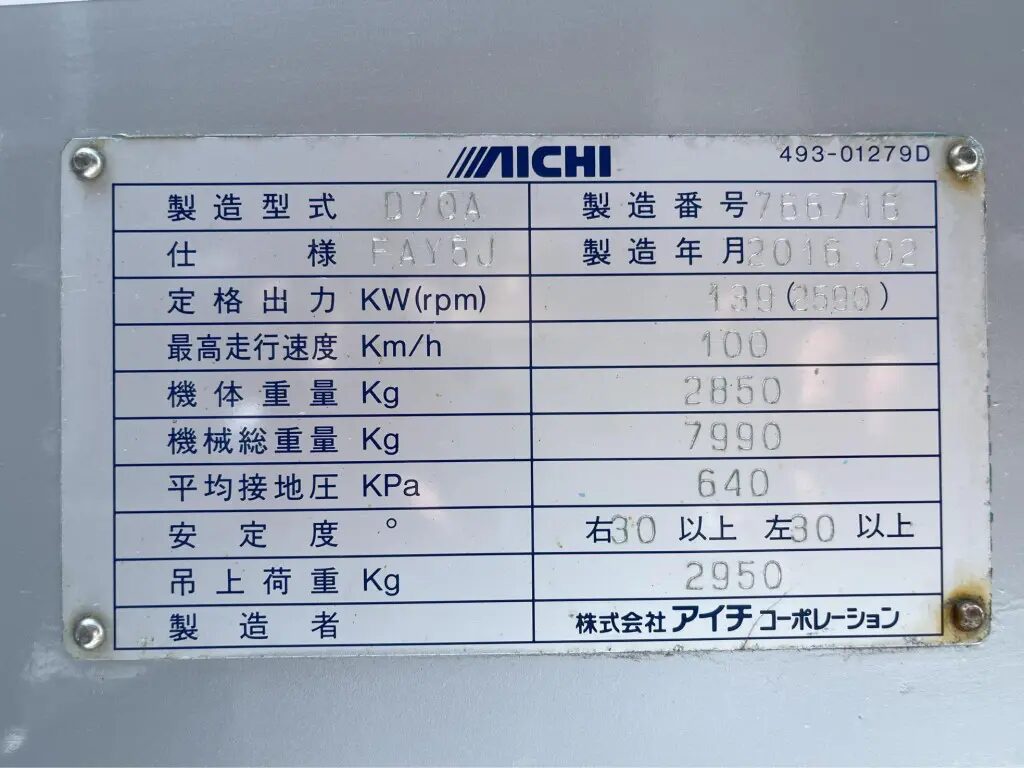 AICHI 493-01279D
製造型式 D70A 製造番号 766716
仕様 FAY5J 製造年月 2016.02
定格出力 KW(rpm) 139(2590)
最高走行速度 Km/h 100
機体重量 Kg 2850
機械総重量 Kg 7990
平均接地圧 KPa 640
安定度 ° 右30以上 左30以上
吊上荷重 Kg 2950
製造者 株式会社アイチコーポレーション